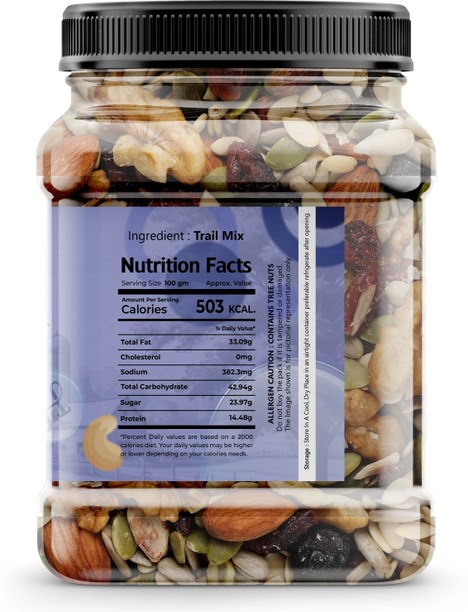 Ingredient : Trail Mix
Nutrition Facts
Serving Size 100 gm Approx. Value
Amount Per Serving
Calories 503 KCAL.
% Daily Value*
Total Fat 33.09g
Cholesterol 0mg
Sodium 382.3mg
Total Carbohydrate 42.94g
Sugar 23.97g
Protein 14.48g
*Percent Daily values are based on a 2000
calories diet. Your daily values may be higher
or lower depending on your calories needs.
ALLERGEN CAUTION : CONTAINS TREE NUTS
Do not buy the pack if it is tampered or damaged.
The Image shown is for pictorial representation only.
Storage : Store In A Cool, Dry Place in an airtight container preferable refrigerate after opening.